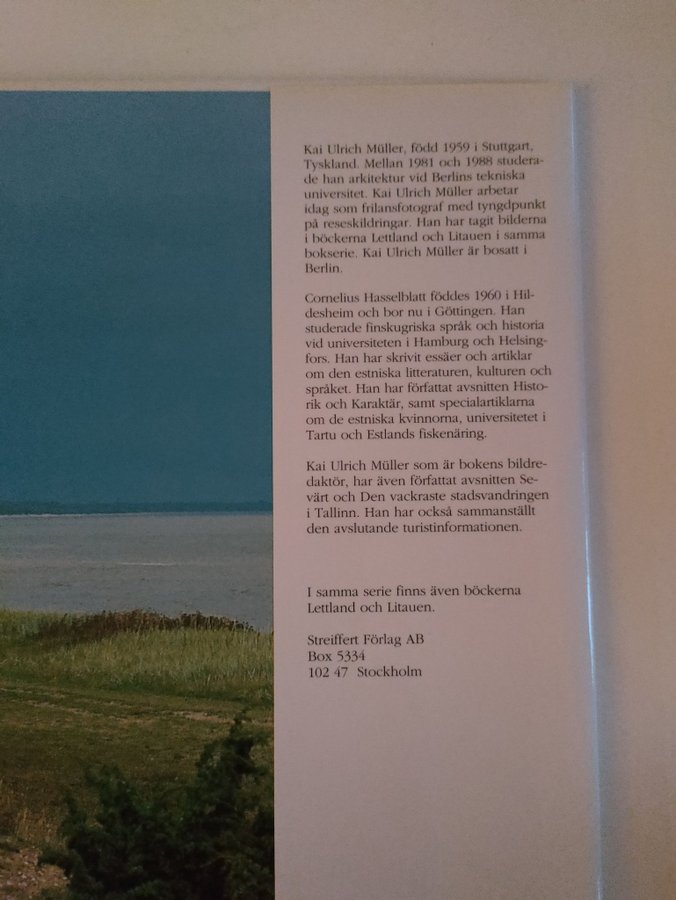 Kai Ulrich Müller, född 1959 i Stuttgart,
Tyskland. Mellan 1981 och 1988 studera-
de han arkitektur vid Berlins tekniska
universitet. Kai Ulrich Müller arbetar
idag som frilansfotograf med tyngdpunkt
på reseskildringar. Han har tagit bilderna
i böckerna Lettland och Litauen i samma
bokserie. Kai Ulrich Müller är bosatt i
Berlin.
Cornelius Hasselblatt föddes 1960 i Hil-
desheim och bor nu i Göttingen. Han
studerade finskugriska språk och historia
vid universiteten i Hamburg och Helsing-
fors. Han har skrivit essäer och artiklar
om den estniska litteraturen, kulturen och
språket. Han har författat avsnitten Histo-
rik och Karaktär, samt specialartiklarna
om de estniska kvinnorna, universitetet i
Tartu och Estlands fiskenäring.
Kai Ulrich Müller som är bokens bildre-
daktör, har även författat avsnitten Se-
värt och Den vackraste stadsvandringen
i Tallinn. Han har också sammanställt
den avslutande turistinformationen.
I samma serie finns även böckerna
Lettland och Litauen.
Streiffert Förlag AB
Box 5334
102 47 Stockholm